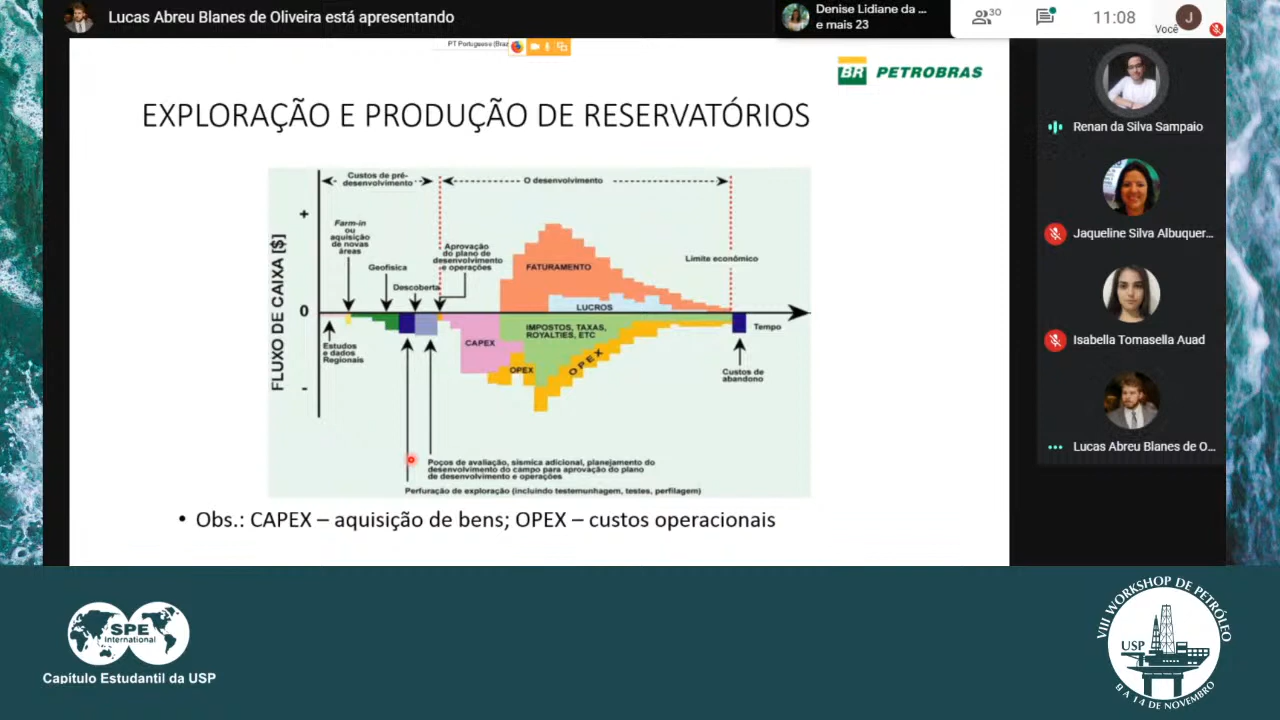 Lucas Abreu Blanes de Oliveira está apresentando
Denise Lidiane da ...
e mais 23
30
11:08
Você
J
PT Portuguese (Braz
BR PETROBRAS
EXPLORAÇÃO E PRODUÇÃO DE RESERVATÓRIOS
Custos de pré-
desenvolvimento
O desenvolvimento
FLUXO DE CAIXA [$]
+
0
-
Farm-in
ou
aquisição
de novas
áreas
Geofísica
Descoberta
Aprovação
do plano de
desenvolvimento
e operações
FATURAMENTO
Limite econômico
LUCROS
IMPOSTOS, TAXAS,
ROYALTIES, ETC
Tempo
Estudos
e dados
Regionais
CAPEX
OPEX
OPEX
Custos de
abandono
Poços de avaliação, sísmica adicional, planejamento do
desenvolvimento do campo para aprovação do plano
de desenvolvimento e operações
Perfuração de exploração (incluindo testemunhagem, testes, perfilagem)
• Obs.: CAPEX – aquisição de bens; OPEX – custos operacionais
Renan da Silva Sampaio
Jaqueline Silva Albuquer...
Isabella Tomasella Auad
Lucas Abreu Blanes de O...
SPE
International
Capítulo Estudantil da USP
VIII WORKSHOP DE PETRÓLEO
USP
9 A 14 DE NOVEMBRO